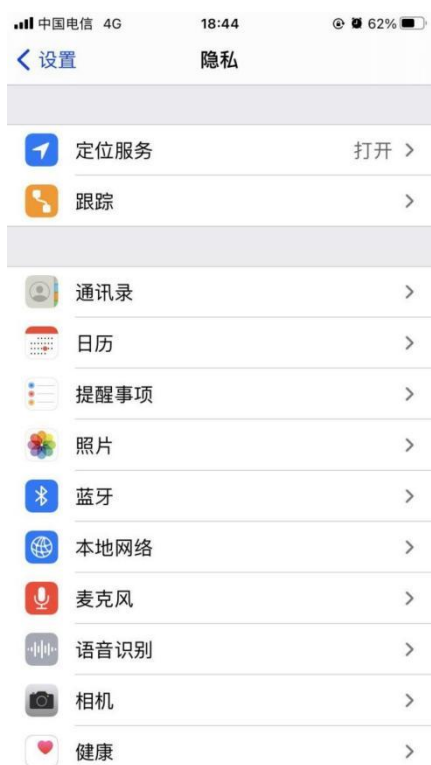 中国电信 4G 18:44 62%
设置 隐私
定位服务 打开
跟踪
通讯录
日历
提醒事项
照片
蓝牙
本地网络
麦克风
语音识别
相机
健康